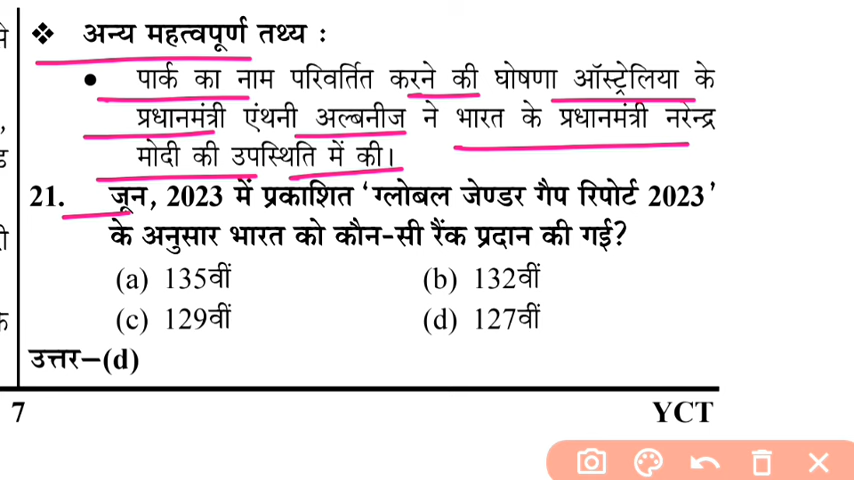 ❖ अन्य महत्वपूर्ण तथ्य :
● पार्क का नाम परिवर्तित करने की घोषणा ऑस्ट्रेलिया के
प्रधानमंत्री एंथनी अल्बनीज ने भारत के प्रधानमंत्री नरेन्द्र
मोदी की उपस्थिति में की।
21. जून, 2023 में प्रकाशित ‘ग्लोबल जेण्डर गैप रिपोर्ट 2023’
के अनुसार भारत को कौन-सी रैंक प्रदान की गई?
(a) 135वीं (b) 132वीं
(c) 129वीं (d) 127वीं
उत्तर–(d)
7 YCT